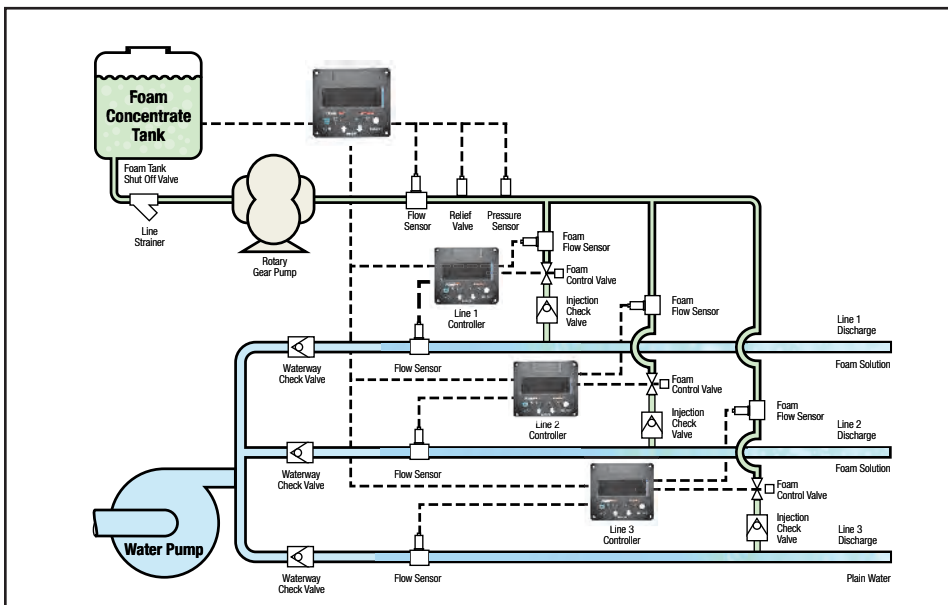 Foam
Concentrate
Tank
Foam Tank
Shut Off Valve
Line
Strainer
Rotary
Gear Pump
Flow
Sensor
Relief
Valve
Pressure
Sensor
Foam
Flow Sensor
Foam
Control Valve
Injection
Check
Valve
Line 1
Controller
Foam
Flow Sensor
Line 1
Discharge
Foam Solution
Waterway
Check Valve
Flow Sensor
Foam
Control Valve
Line 2
Controller
Injection
Check
Valve
Foam
Flow Sensor
Line 2
Discharge
Foam Solution
Waterway
Check Valve
Flow Sensor
Foam
Control Valve
Line 3
Controller
Injection
Check
Valve
Line 3
Discharge
Plain Water
Water Pump
Waterway
Check Valve
Flow Sensor